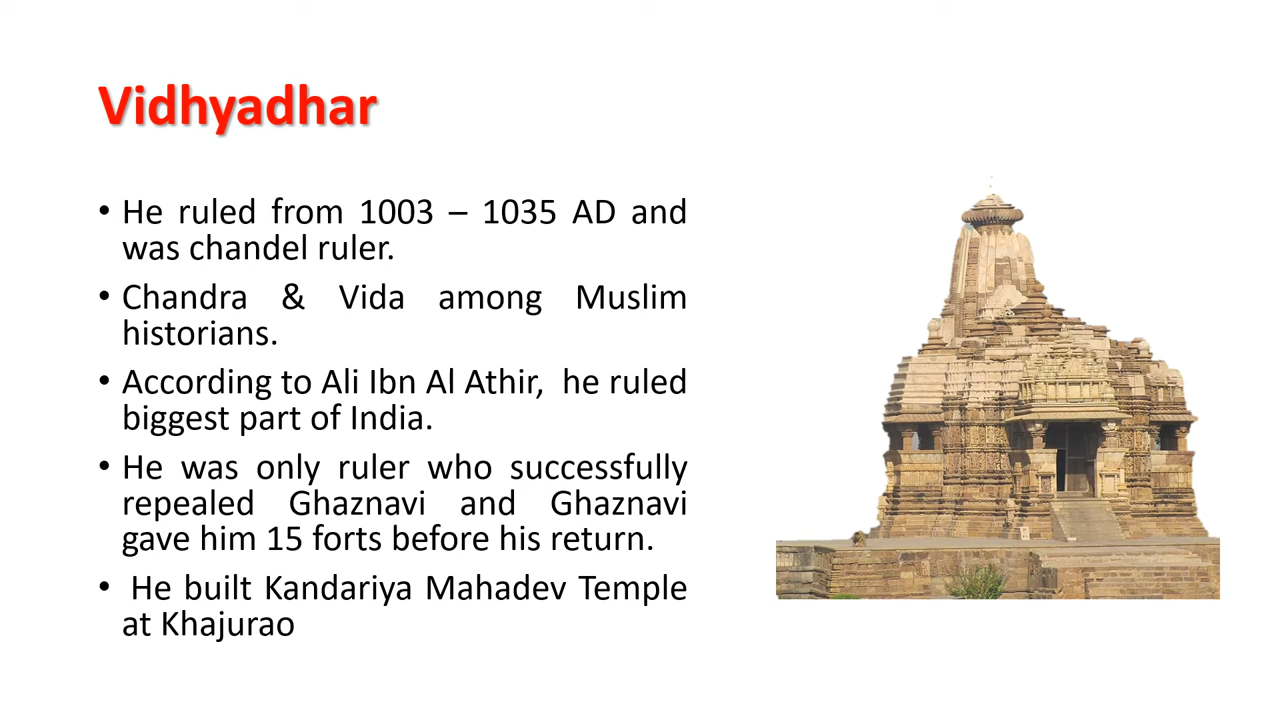 Vidhyadhar
• He ruled from 1003 – 1035 AD and
was chandel ruler.
• Chandra & Vida among Muslim
historians.
• According to Ali Ibn Al Athir, he ruled
biggest part of India.
• He was only ruler who successfully
repealed Ghaznavi and Ghaznavi
gave him 15 forts before his return.
• He built Kandariya Mahadev Temple
at Khajurao